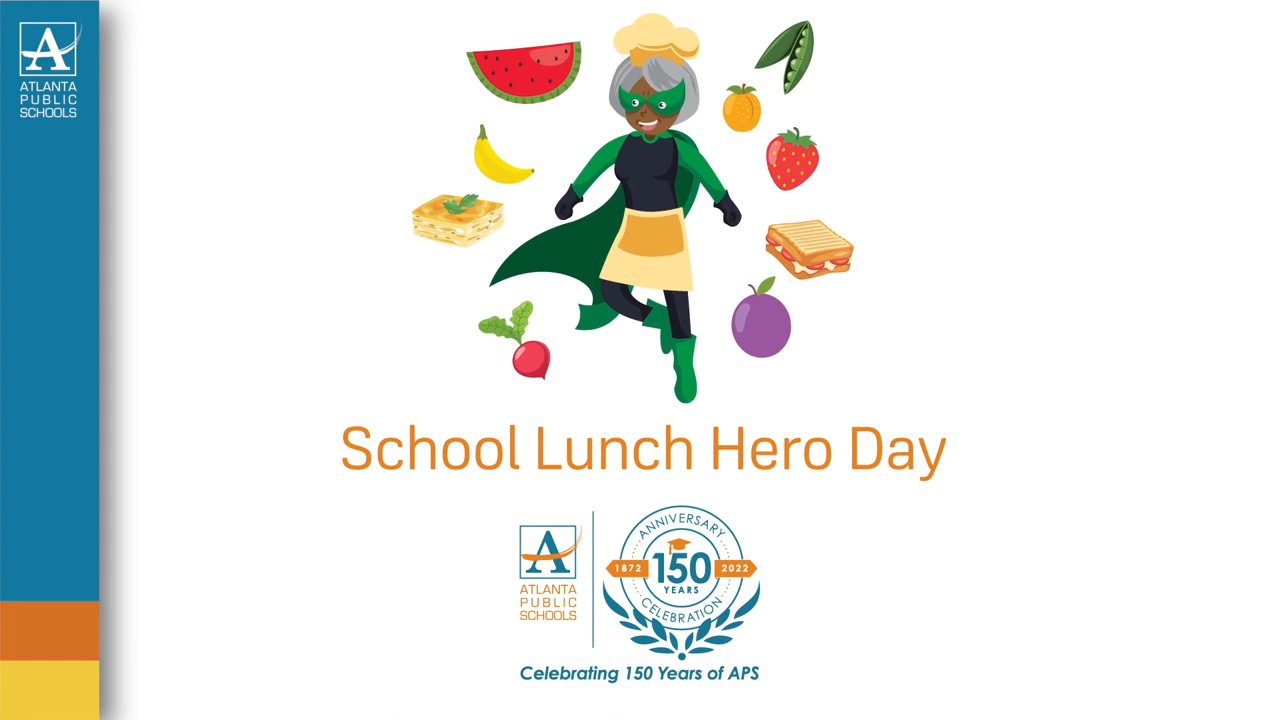 ATLANTA
PUBLIC
SCHOOLS
School Lunch Hero Day
ATLANTA
PUBLIC
SCHOOLS
ANNIVERSARY
1872
150
2022
YEARS
CELEBRATION
Celebrating 150 Years of APS